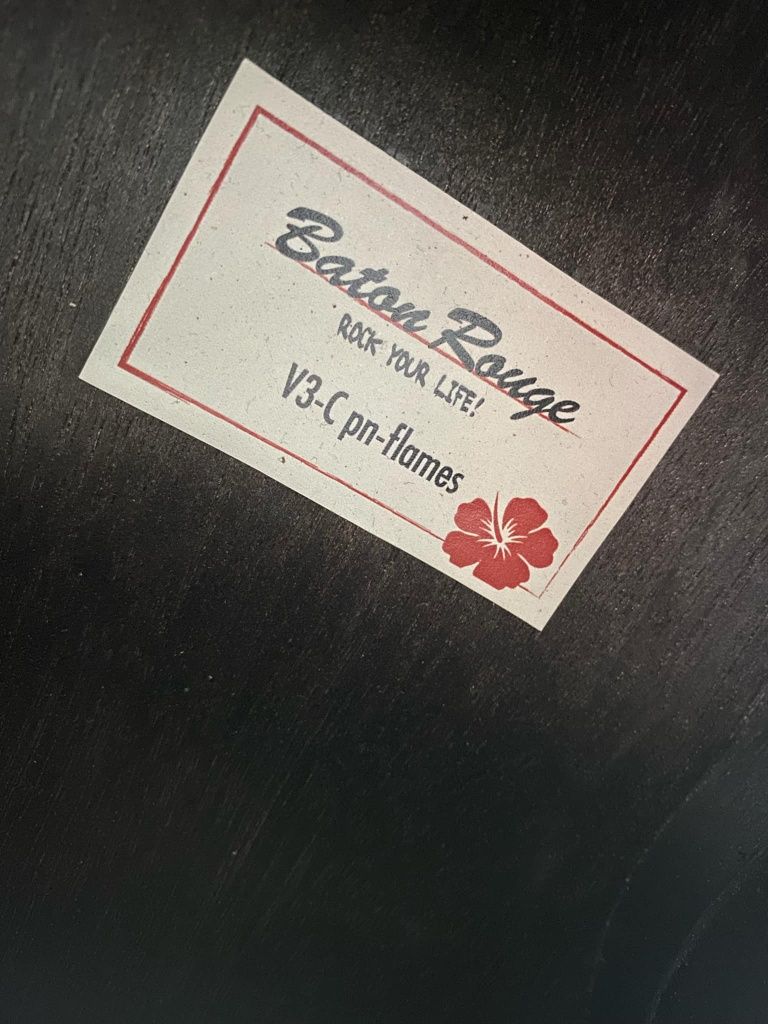 Baton Rouge
ROCK YOUR LIFE!
V3-C pn-flames